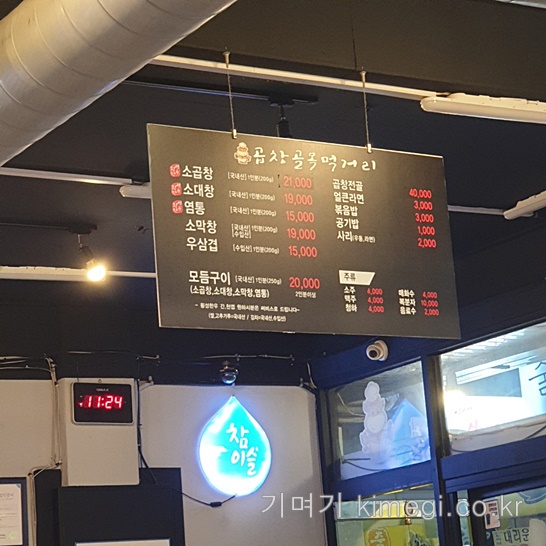 곱창골목먹거리
소곱창 [국내산] 1인분(200g) 21,000
소대창 [국내산] 1인분(200g) 19,000
염통 [국내산] 1인분(200g) 15,000
소막창 [국내산][수입산] 1인분(200g) 19,000
우삼겹 [수입산] 1인분(200g) 15,000
모듬구이 [국내산] 1인분(250g) 20,000
(소곱창,소대창,소막창,염통) 2인분이상
곱창전골 40,000
얼큰라면 3,000
볶음밥 3,000
공기밥 1,000
사리(우동,라면) 2,000
주류
소주 4,000
맥주 4,000
청하 4,000
매화수 4,000
복분자 10,000
음료수 2,000
11:24
참이슬
기며기 kimegi.co.kr